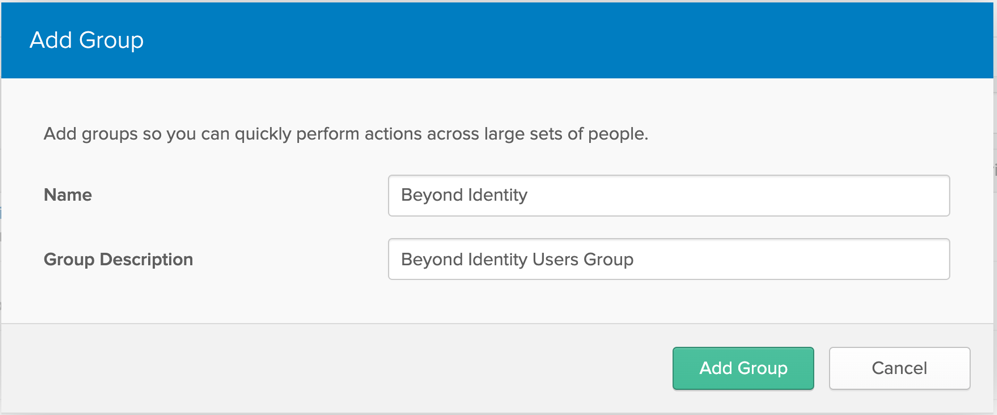 Add Group
Add groups so you can quickly perform actions across large sets of people.
Name
Beyond Identity
Group Description
Beyond Identity Users Group
Add Group
Cancel